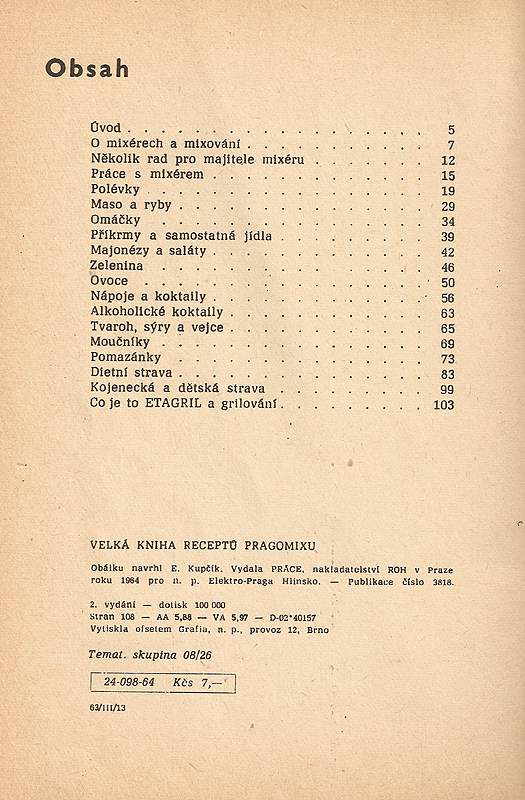 Obsah
Úvod . . . . . . . . . . . . . . . . . . 5
O mixérech a mixování . . . . . . . . . . . 7
Několik rad pro majitele mixéru . . . . . . . 12
Práce s mixérem . . . . . . . . . . . . . 15
Polévky . . . . . . . . . . . . . . . . . 19
Maso a ryby . . . . . . . . . . . . . . . 29
Omáčky . . . . . . . . . . . . . . . . . 34
Příkrmy a samostatná jídla . . . . . . . . . 39
Majonézy a saláty . . . . . . . . . . . . . 42
Zelenina . . . . . . . . . . . . . . . . . 46
Ovoce . . . . . . . . . . . . . . . . . 50
Nápoje a koktaily . . . . . . . . . . . . . 56
Alkoholické koktaily . . . . . . . . . . . . 63
Tvaroh, sýry a vejce . . . . . . . . . . . . 65
Moučníky . . . . . . . . . . . . . . . . 69
Pomazánky . . . . . . . . . . . . . . . 73
Dietní strava . . . . . . . . . . . . . . . 83
Kojenecká a dětská strava . . . . . . . . . 99
Co je to ETAGRIL a grilování . . . . . . . . . 103
VELKÁ KNIHA RECEPTŮ PRAGOMIXU
Obálku navrhl E. Kupčík. Vydala PRÁCE, nakladatelství ROH v Praze
roku 1964 pro n. p. Elektro-Praga Hlinsko. — Publikace číslo 3818.
2. vydání — dotisk 100 000
Stran 108 — AA 5,88 — VA 5,97 — D-02*40157
Vytiskla ofsetem Grafia, n. p., provoz 12, Brno
Temat. skupina 08/26
24-098-64 Kčs 7,—
63/III/13